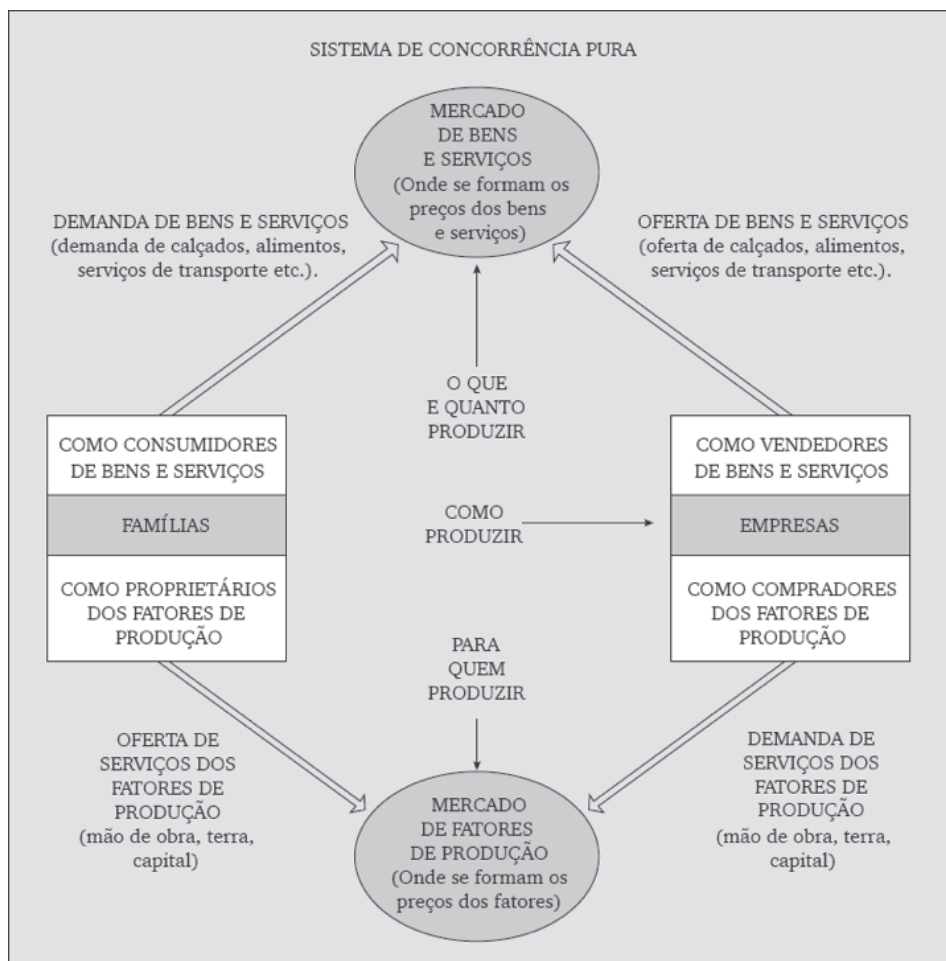 SISTEMA DE CONCORRÊNCIA PURA
MERCADO
DE BENS
E SERVIÇOS
(Onde se formam os
preços dos bens
e serviços)
DEMANDA DE BENS E SERVIÇOS
(demanda de calçados, alimentos,
serviços de transporte etc.).
OFERTA DE BENS E SERVIÇOS
(oferta de calçados, alimentos,
serviços de transporte etc.).
O QUE
E QUANTO
PRODUZIR
COMO CONSUMIDORES
DE BENS E SERVIÇOS
FAMÍLIAS
COMO PROPRIETÁRIOS
DOS FATORES DE
PRODUÇÃO
COMO
PRODUZIR
COMO VENDEDORES
DE BENS E SERVIÇOS
EMPRESAS
COMO COMPRADORES
DOS FATORES DE
PRODUÇÃO
PARA
QUEM
PRODUZIR
OFERTA DE
SERVIÇOS DOS
FATORES DE
PRODUÇÃO
(mão de obra, terra,
capital)
DEMANDA DE
SERVIÇOS DOS
FATORES DE
PRODUÇÃO
(mão de obra, terra,
capital)
MERCADO
DE FATORES
DE PRODUÇÃO
(Onde se formam os
preços dos fatores)